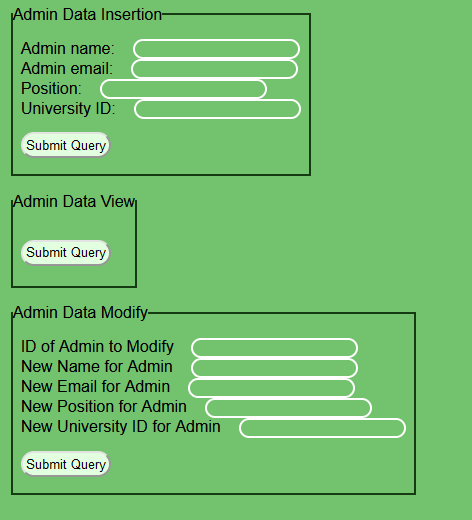 Admin Data Insertion
Admin name:
Admin email:
Position:
University ID:
Submit Query
Admin Data View
Submit Query
Admin Data Modify
ID of Admin to Modify
New Name for Admin
New Email for Admin
New Position for Admin
New University ID for Admin
Submit Query